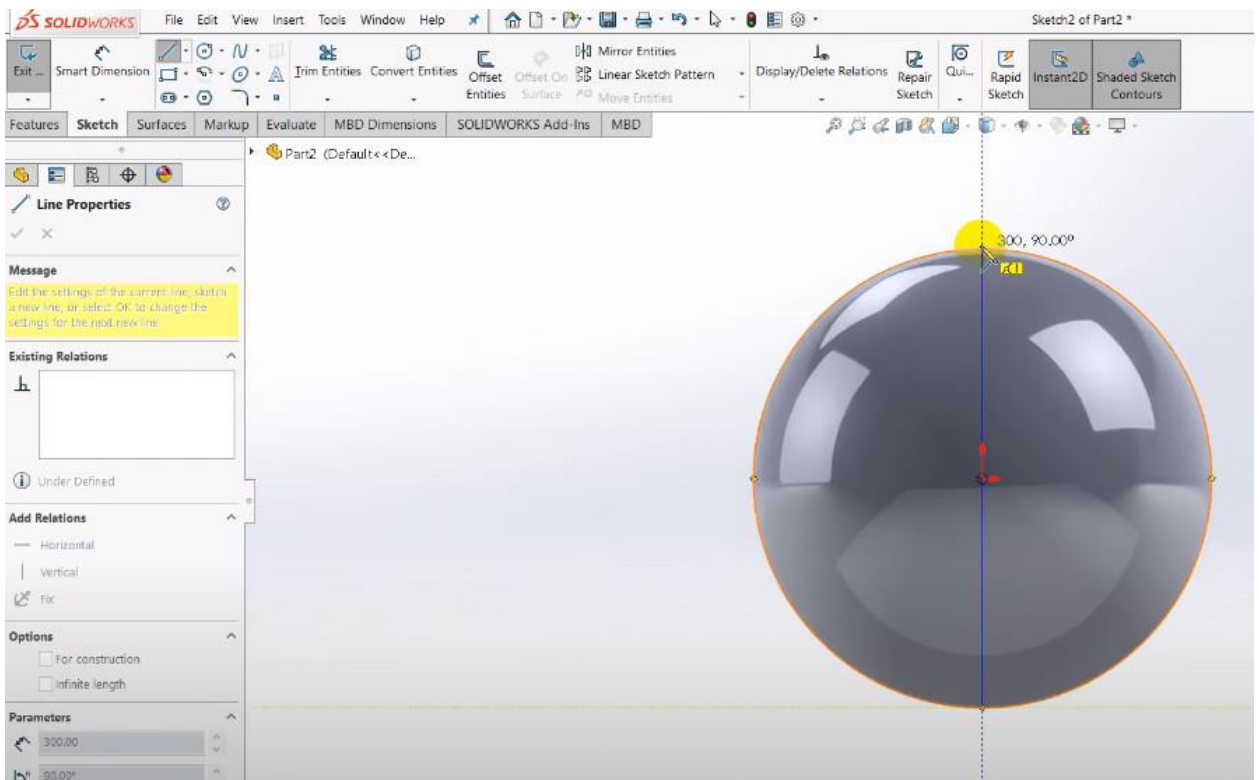 SOLIDWORKS File Edit View Insert Tools Window Help Sketch2 of Part2 *
Exit ... Smart Dimension Trim Entities Convert Entities Offset Entities Offset On Surface Mirror Entities Linear Sketch Pattern Move Entities Display/Delete Relations Repair Sketch Qui... Rapid Sketch Instant2D Shaded Sketch Contours
Features Sketch Surfaces Markup Evaluate MBD Dimensions SOLIDWORKS Add-Ins MBD
Part2 (Default<<De...
Line Properties
Message
Edit the settings of the current line, sketch
a new line, or select OK to change the
settings for the next new line.
Existing Relations
Under Defined
Add Relations
Horizontal
Vertical
Fix
Options
For construction
Infinite length
Parameters
300.00
90.00°
300, 90.00°